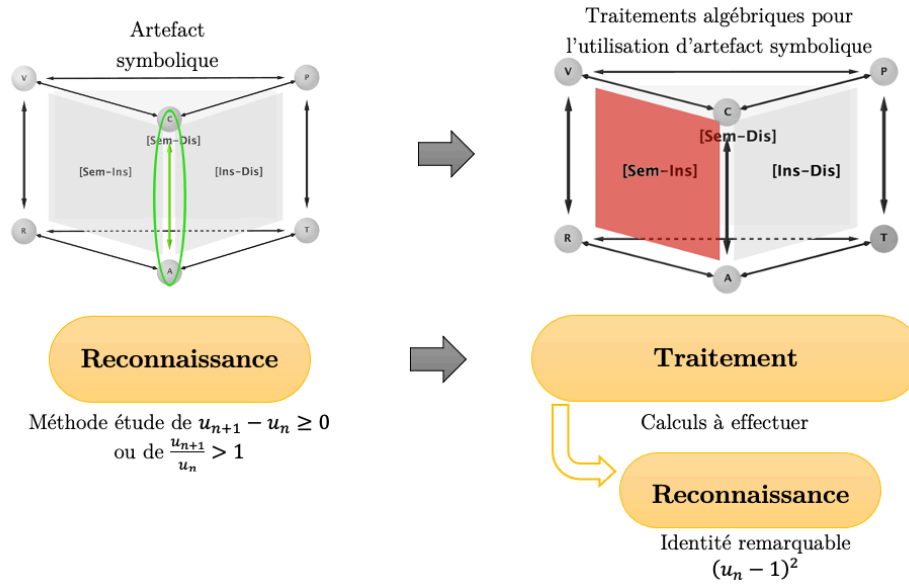 Artefact
symbolique
V
P
C
[Sem-Dis]
[Sem-Ins]
[Ins-Dis]
R
T
A
Traitements algébriques pour
l'utilisation d'artefact symbolique
V
P
C
[Sem-Dis]
[Sem-Ins]
[Ins-Dis]
R
T
A
Reconnaissance
Méthode étude de $u_{n+1} - u_n \geq 0$
ou de $\frac{u_{n+1}}{u_n} > 1$
Traitement
Calculs à effectuer
Reconnaissance
Identité remarquable
$(u_n - 1)^2$